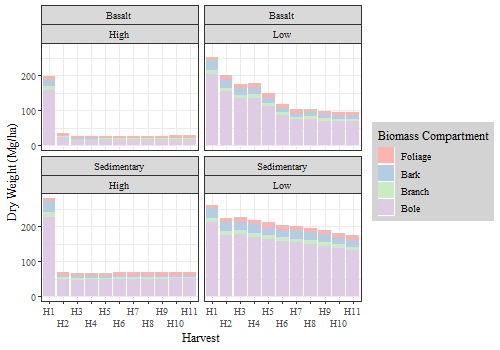 Basalt
High
Basalt
Low
200
100
0
Sedimentary
High
Sedimentary
Low
200
100
0
H1
H2
H3
H4
H5
H6
H7
H8
H9
H10
H11
H1
H2
H3
H4
H5
H6
H7
H8
H9
H10
H11
Harvest
Dry Weight (Mg/ha)
Biomass Compartment
Foliage
Bark
Branch
Bole